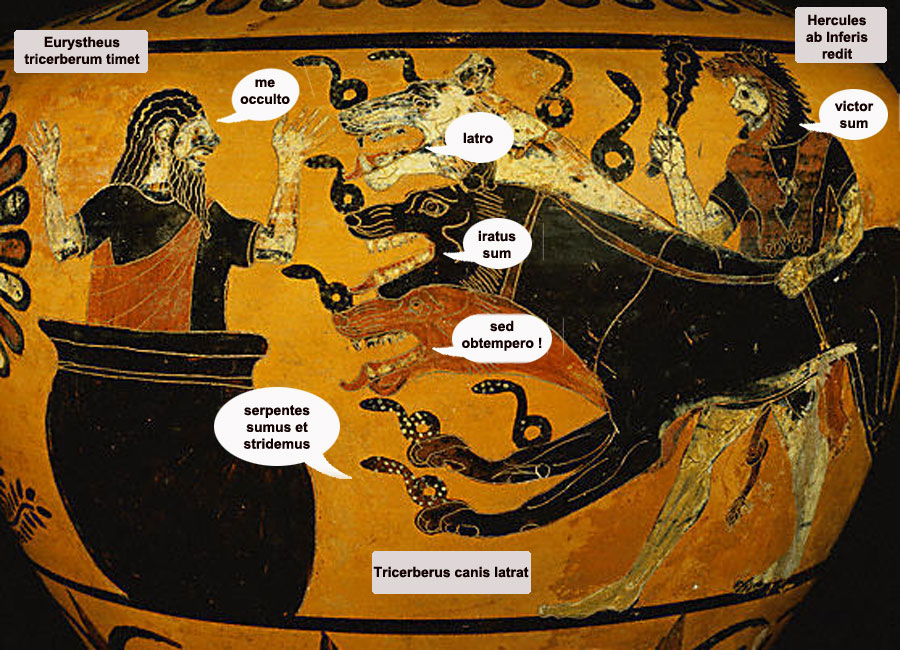 Eurystheus
tricerberum timet
Hercules
ab Inferis
redit
me
occulto
victor
sum
latro
iratus
sum
sed
obtempero !
serpentes
sumus et
stridemus
Tricerberus canis latrat